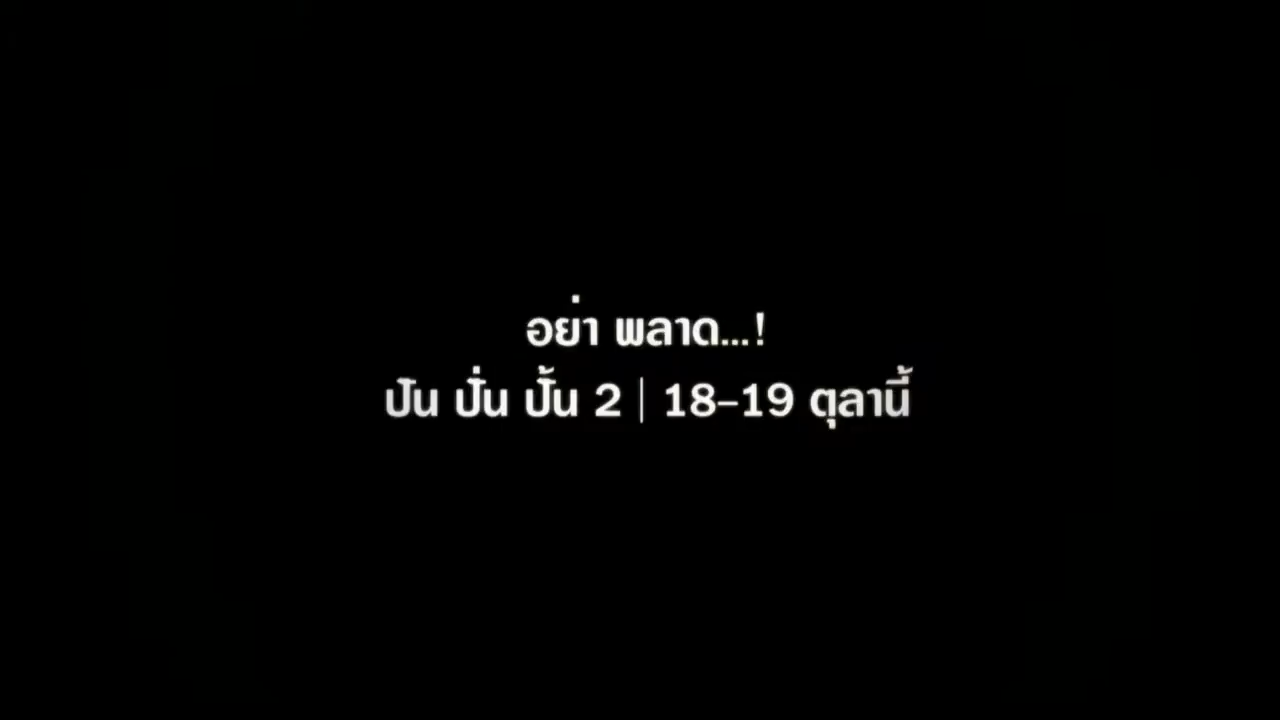 อย่า พลาด...!
ปัน ปั่น ปั้น 2 | 18-19 ตุลานี้